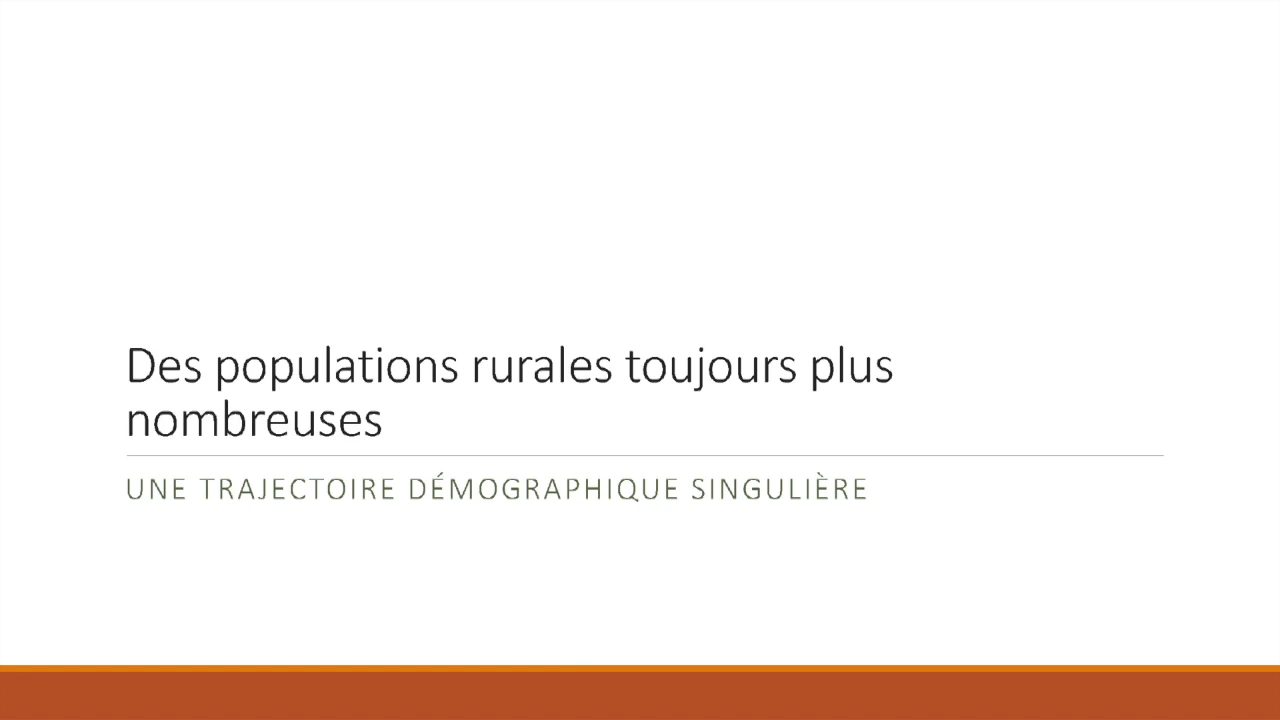 Des populations rurales toujours plus
nombreuses
UNE TRAJECTOIRE DÉMOGRAPHIQUE SINGULIÈRE